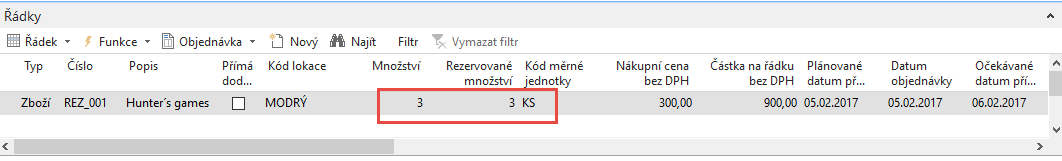 Řádky
Řádek Funkce Objednávka Nový Najít Filtr Vymazat filtr
Typ Číslo Popis Přímá dod... Kód lokace Množství Rezervované množství Kód měrné jednotky Nákupní cena bez DPH Částka na řádku bez DPH Plánované datum př... Datum objednávky Očekávané datum př...
Zboží REZ_001 Hunter´s games MODRÝ 3 3 KS 300,00 900,00 05.02.2017 05.02.2017 06.02.2017